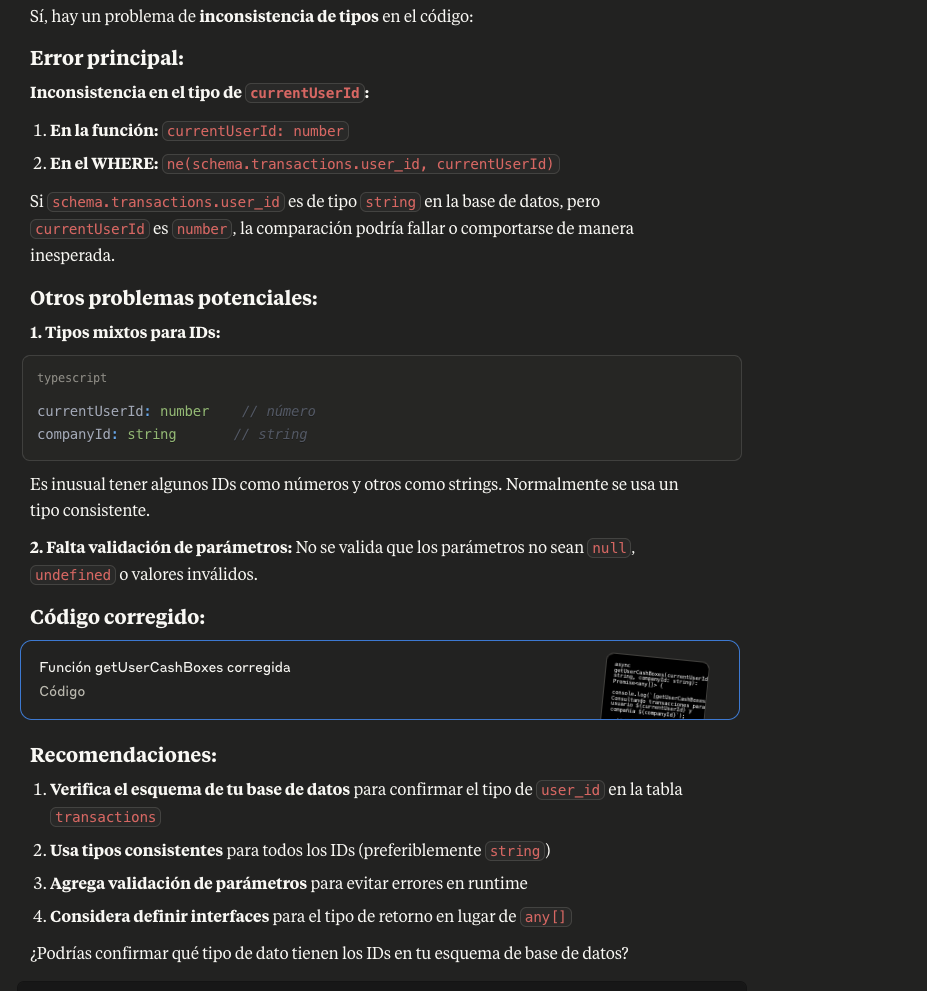 Sí, hay un problema de inconsistencia de tipos en el código:
Error principal:
Inconsistencia en el tipo de currentUserId:
1. En la función: currentUserId: number
2. En el WHERE: ne(schema.transactions.user_id, currentUserId)
Si schema.transactions.user_id es de tipo string en la base de datos, pero
currentUserId es number, la comparación podría fallar o comportarse de manera
inesperada.
Otros problemas potenciales:
1. Tipos mixtos para IDs:
typescript
currentUserId: number    // número
companyId: string       // string
Es inusual tener algunos IDs como números y otros como strings. Normalmente se usa un
tipo consistente.
2. Falta validación de parámetros: No se valida que los parámetros no sean null,
undefined o valores inválidos.
Código corregido:
Función getUserCashBoxes corregida
Código
async
getUserCashBoxes(currentUserId
string, companyId: string):
Promise<any[]> {
console.log(`[getUserCashBoxes
Consultando transacciones para
usuario ${currentUserId} y
compañía ${companyId}`);
Recomendaciones:
1. Verifica el esquema de tu base de datos para confirmar el tipo de user_id en la tabla
transactions
2. Usa tipos consistentes para todos los IDs (preferiblemente string)
3. Agrega validación de parámetros para evitar errores en runtime
4. Considera definir interfaces para el tipo de retorno en lugar de any[]
¿Podrías confirmar qué tipo de dato tienen los IDs en tu esquema de base de datos?